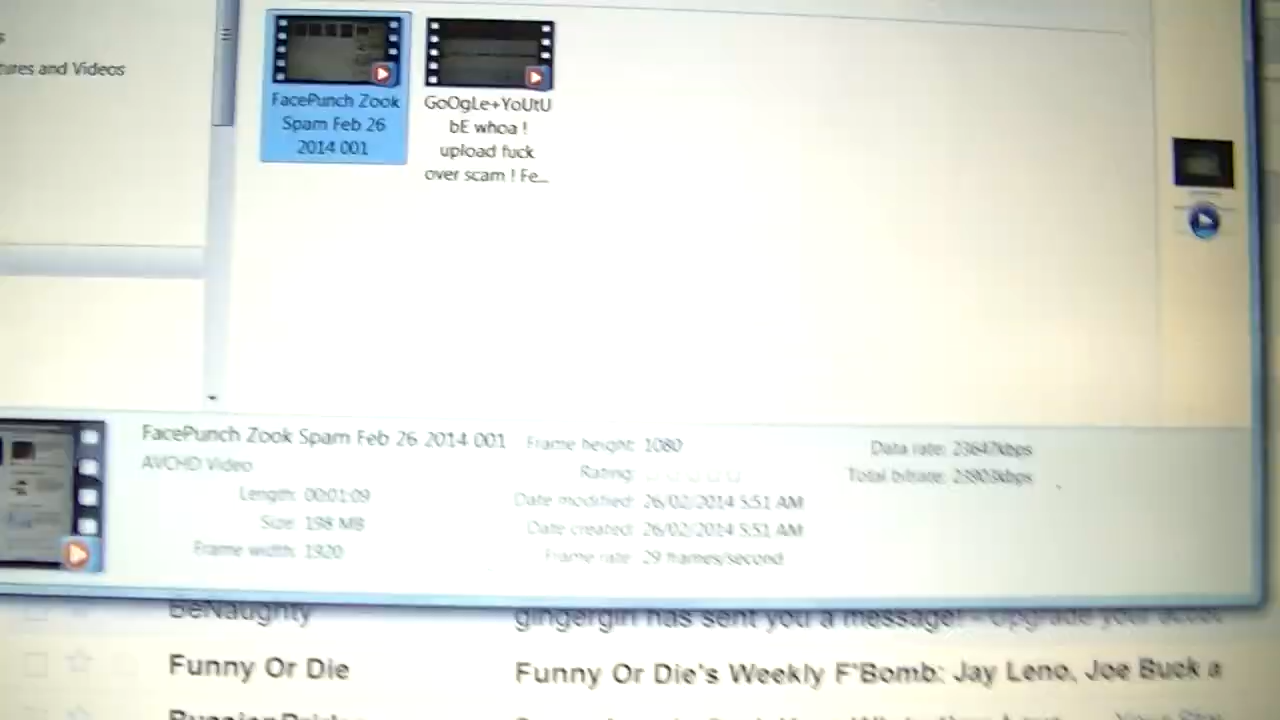 ures and Videos
FacePunch Zook
Spam Feb 26
2014 001
GoOgLe+YoUtU
bE whoa !
upload fuck
over scam ! Fe...
FacePunch Zook Spam Feb 26 2014 001
AVCHD Video
Length: 00:01:09
Size: 198 MB
Frame width: 1920
Frame height: 1080
Rating:
Date modified: 26/02/2014 5:51 AM
Date created: 26/02/2014 5:51 AM
Frame rate: 29 frames/second
Data rate: 23647kbps
Total bitrate:
BeNaughty
gingergirl has sent you a message! - Upgrade your
Funny Or Die
Funny Or Die's Weekly F'Bomb: Jay Leno, Joe Buck a